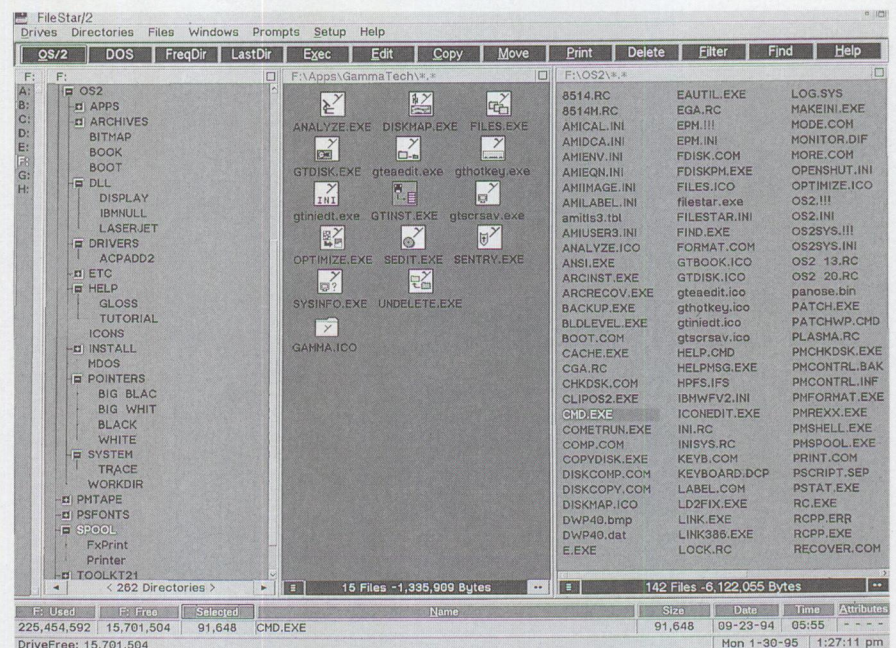 FileStar/2
Drives Directories Files Windows Prompts Setup Help
OS/2 DOS FreqDir LastDir Exec Edit Copy Move Print Delete Filter Find Help
F:
A:
B:
C:
D:
E:
F:
G:
H:
F:
OS2
APPS
ARCHIVES
BITMAP
BOOK
BOOT
DLL
DISPLAY
IBMNULL
LASERJET
DRIVERS
ACPADD2
ETC
HELP
GLOSS
TUTORIAL
ICONS
INSTALL
MDOS
POINTERS
BIG BLAC
BIG WHIT
BLACK
WHITE
SYSTEM
TRACE
WORKDIR
PMTAPE
PSFONTS
SPOOL
FxPrint
Printer
TOOLKT21
< 262 Directories >
F:\Apps\GammaTech\*.*
ANALYZE.EXE DISKMAP.EXE FILES.EXE
GTDISK.EXE gteaedit.exe gthotkey.exe
INI
gtiniedt.exe GTINST.EXE gtscrsav.exe
OPTIMIZE.EXE SEDIT.EXE SENTRY.EXE
SYSINFO.EXE UNDELETE.EXE
GAMMA.ICO
15 Files -1,335,909 Bytes
F:\OS2\*.*
8514.RC EAUTIL.EXE LOG.SYS
8514M.RC EGA.RC MAKEINI.EXE
AMICAL.INI EPM.!!! MODE.COM
AMIDCA.INI EPM.INI MONITOR.DIF
AMIENV.INI FDISK.COM MORE.COM
AMIEQN.INI FDISKPM.EXE OPENSHUT.INI
AMIIMAGE.INI FILES.ICO OPTIMIZE.ICO
AMILABEL.INI filestar.exe OS2.!!!
amitts3.tbl FILESTAR.INI OS2.INI
AMIUSER3.INI FIND.EXE OS2SYS.!!!
ANALYZE.ICO FORMAT.COM OS2SYS.INI
ANSI.EXE GTBOOK.ICO OS2 13.RC
ARCINST.EXE GTDISK.ICO OS2 20.RC
ARCRECOV.EXE gteaedit.ico panose.bin
BACKUP.EXE gthotkey.ico PATCH.EXE
BLDLEVEL.EXE gtiniedt.ico PATCHWP.CMD
BOOT.COM gtscrsav.ico PLASMA.RC
CACHE.EXE HELP.CMD PMCHKDSK.EXE
CGA.RC HELPMSG.EXE PMCONTRL.BAK
CHKDSK.COM HPFS.IFS PMCONTRL.INF
CLIPOS2.EXE IBMWFV2.INI PMFORMAT.EXE
CMD.EXE ICONEDIT.EXE PMREXX.EXE
COMETRUN.EXE INI.RC PMSHELL.EXE
COMP.COM INISYS.RC PMSPOOL.EXE
COPYDISK.EXE KEYB.COM PRINT.COM
DISKCOMP.COM KEYBOARD.DCP PSCRIPT.SEP
DISKCOPY.COM LABEL.COM PSTAT.EXE
DISKMAP.ICO LD2FIX.EXE RC.EXE
DWP40.bmp LINK.EXE RCPP.ERR
DWP40.dat LINK386.EXE RCPP.EXE
E.EXE LOCK.RC RECOVER.COM
142 Files -6,122,055 Bytes
F: Used F: Free Selected Name Size Date Time Attributes
225,454,592 15,701,504 91,648 CMD.EXE 91,648 09-23-94 05:55 - - - -
DriveFree: 15,701,504 Mon 1-30-95 1:27:11 pm